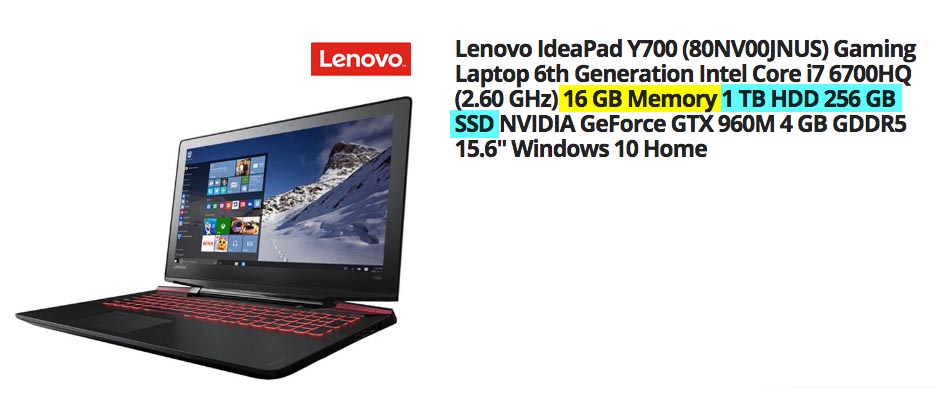 Lenovo
Lenovo IdeaPad Y700 (80NV00JNUS) Gaming
Laptop 6th Generation Intel Core i7 6700HQ
(2.60 GHz) 16 GB Memory 1 TB HDD 256 GB
SSD NVIDIA GeForce GTX 960M 4 GB GDDR5
15.6" Windows 10 Home